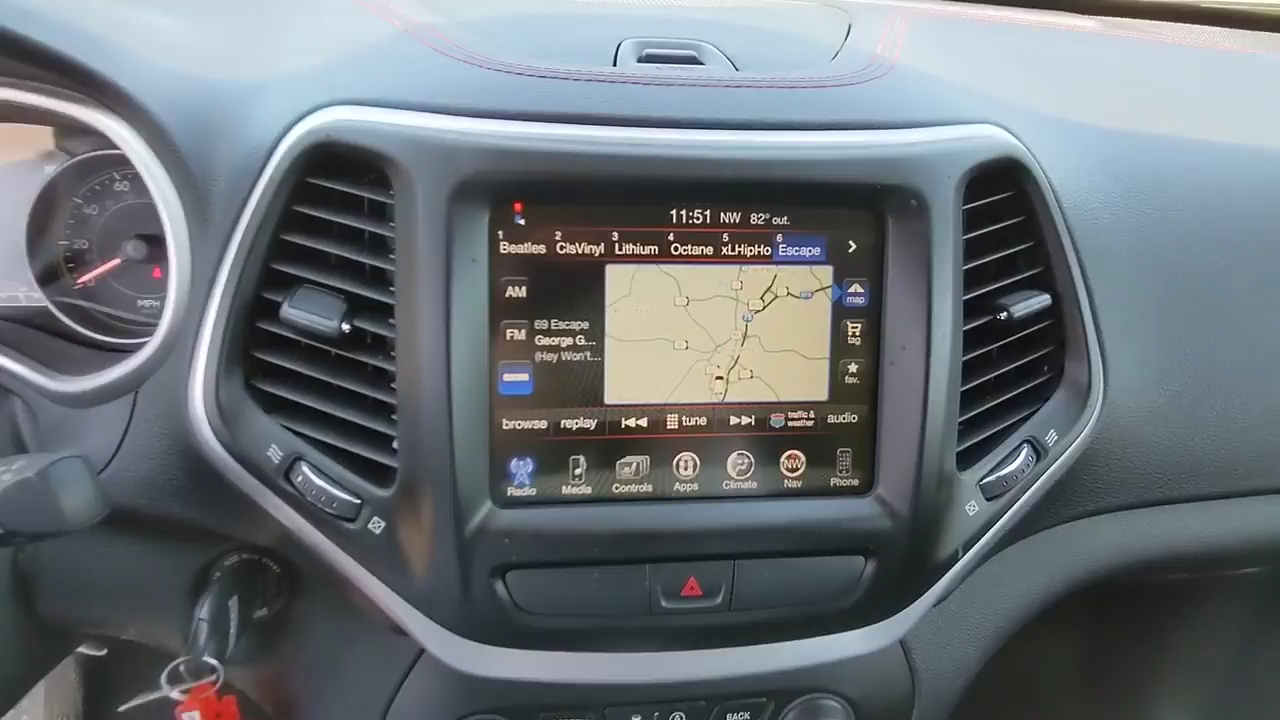 11:51 NW 82° out.
1 Beatles 2 ClsVinyl 3 Lithium 4 Octane 5 xLHipHo 6 Escape
AM
map
69 Escape
FM
George G...
tag
(Hey Won't...
fav.
browse replay tune traffic & weather audio
Radio Media Controls Apps Climate Nav Phone
NW
60
40
20
0
MPH
BACK